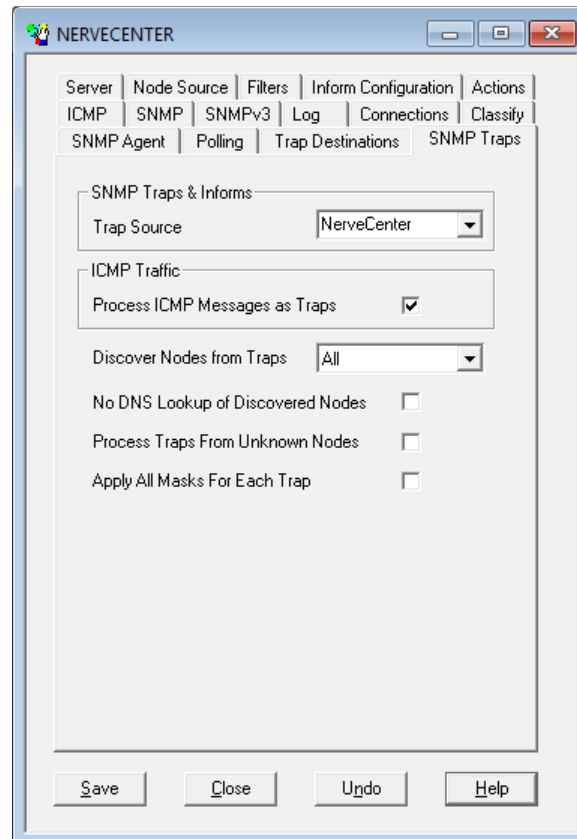 NERVECENTER
Server Node Source Filters Inform Configuration Actions
ICMP SNMP SNMPv3 Log Connections Classify
SNMP Agent Polling Trap Destinations SNMP Traps
SNMP Traps & Informs
Trap Source NerveCenter
ICMP Traffic
Process ICMP Messages as Traps
Discover Nodes from Traps All
No DNS Lookup of Discovered Nodes
Process Traps From Unknown Nodes
Apply All Masks For Each Trap
Save Close Undo Help